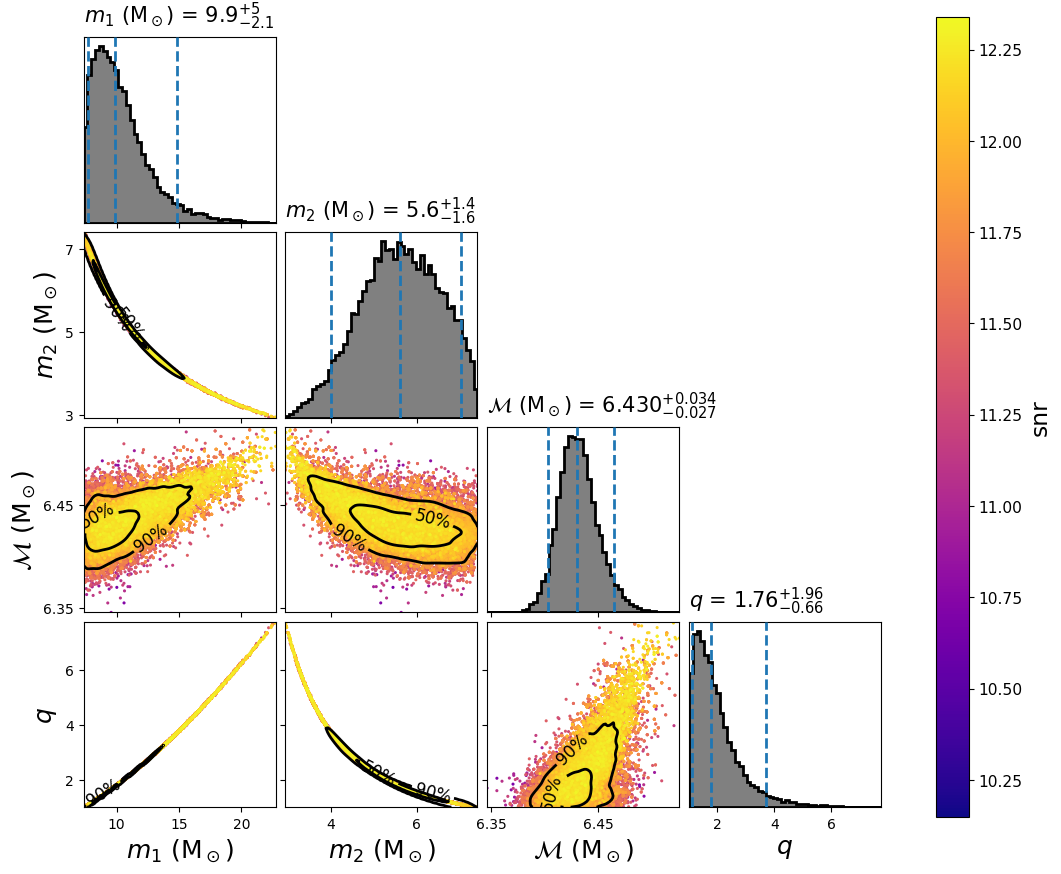 m₁ (M⊙) = 9.9⁺⁵₋₂.₁
12.25
12.00
11.75
11.50
11.25
11.00
10.75
10.50
10.25
snr
m₂ (M⊙) = 5.6⁺¹·⁴₋₁.₆
m₂ (M⊙)
7
5
3
50%
90%
ℳ (M⊙) = 6.430⁺⁰·⁰³⁴₋₀.₀₂₇
ℳ (M⊙)
6.45
6.35
50%
90%
90%
50%
q = 1.76⁺¹·⁹⁶₋₀.₆₆
q
6
4
2
90%
50%
90%
90%
50%
10 15 20
m₁ (M⊙)
4 6
m₂ (M⊙)
6.35 6.45
ℳ (M⊙)
2 4 6
q